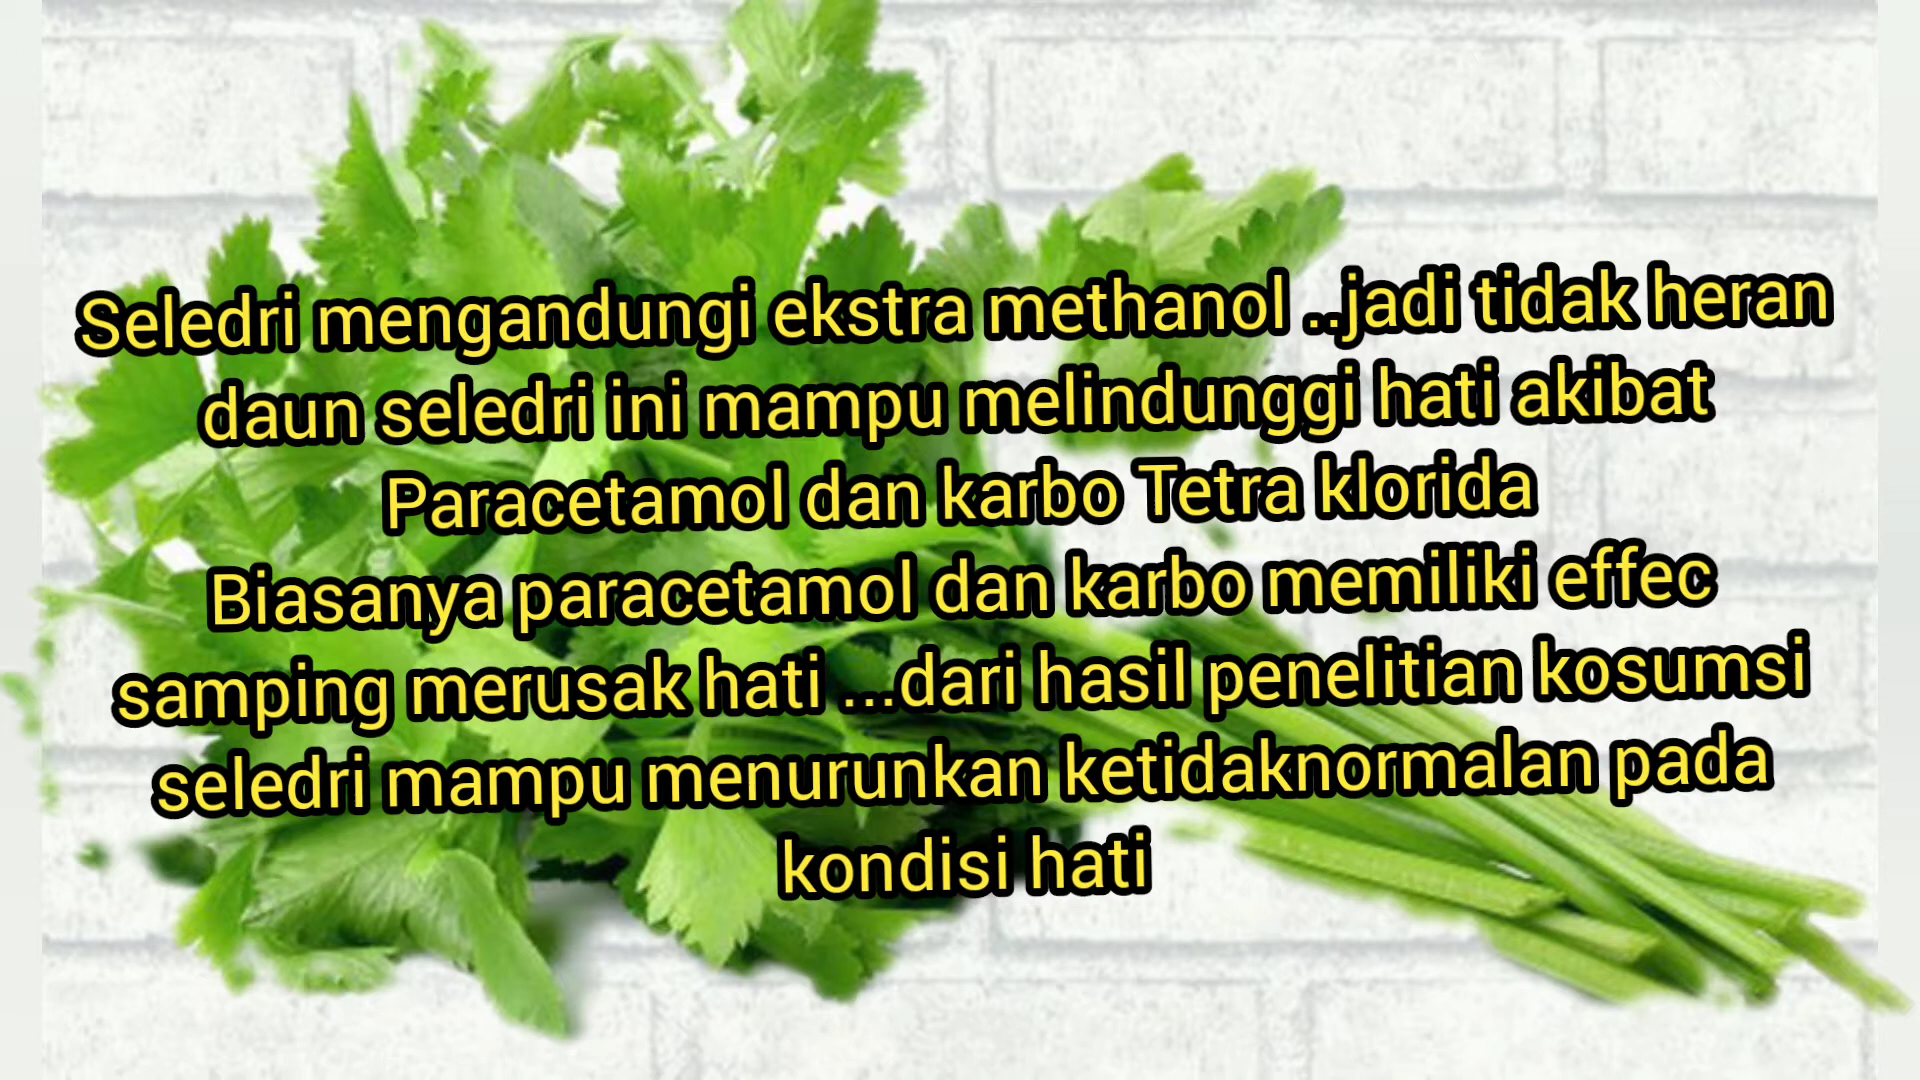 Seledri mengandungi ekstra methanol ..jadi tidak heran
daun seledri ini mampu melindunggi hati akibat
Paracetamol dan karbo Tetra klorida
Biasanya paracetamol dan karbo memiliki effec
samping merusak hati ...dari hasil penelitian kosumsi
seledri mampu menurunkan ketidaknormalan pada
kondisi hati